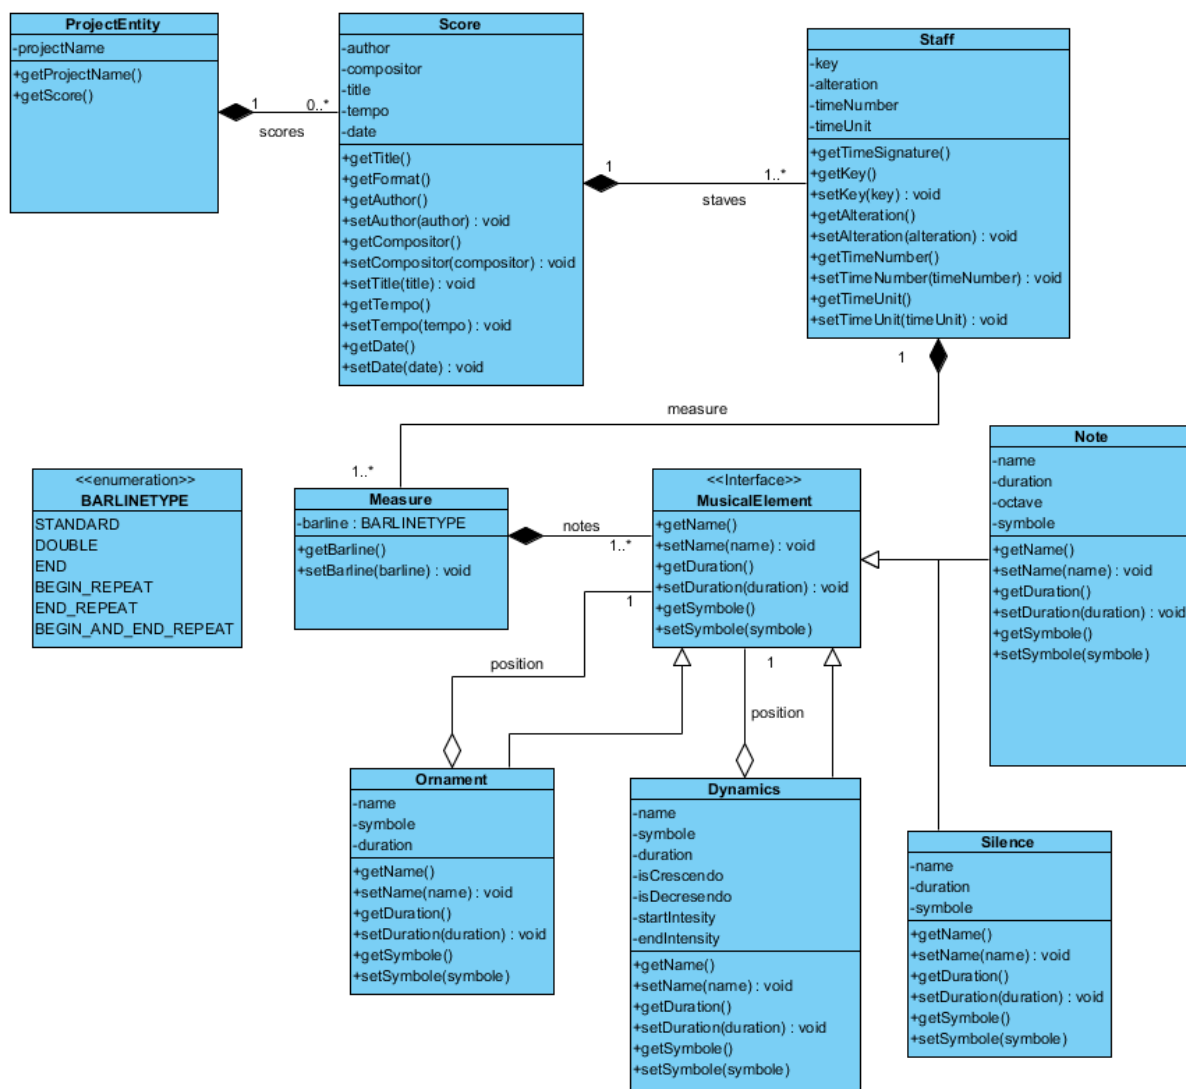 ProjectEntity
-projectName
+getProjectName()
+getScore()
1
0..*
scores
Score
-author
-compositor
-title
-tempo
-date
+getTitle()
+getFormat()
+getAuthor()
+setAuthor(author) : void
+getCompositor()
+setCompositor(compositor) : void
+setTitle(title) : void
+getTempo()
+setTempo(tempo) : void
+getDate()
+setDate(date) : void
1
1..*
staves
Staff
-key
-alteration
-timeNumber
-timeUnit
+getTimeSignature()
+getKey()
+setKey(key) : void
+getAlteration()
+setAlteration(alteration) : void
+getTimeNumber()
+setTimeNumber(timeNumber) : void
+getTimeUnit()
+setTimeUnit(timeUnit) : void
1
measure
1..*
<<enumeration>>
BARLINETYPE
STANDARD
DOUBLE
END
BEGIN_REPEAT
END_REPEAT
BEGIN_AND_END_REPEAT
Measure
-barline : BARLINETYPE
+getBarline()
+setBarline(barline) : void
notes
1..*
<<Interface>>
MusicalElement
+getName()
+setName(name) : void
+getDuration()
+setDuration(duration) : void
+getSymbole()
+setSymbole(symbole)
Note
-name
-duration
-octave
-symbole
+getName()
+setName(name) : void
+getDuration()
+setDuration(duration) : void
+getSymbole()
+setSymbole(symbole)
1
position
1
position
Ornament
-name
-symbole
-duration
+getName()
+setName(name) : void
+getDuration()
+setDuration(duration) : void
+getSymbole()
+setSymbole(symbole)
Dynamics
-name
-symbole
-duration
-isCrescendo
-isDecresendo
-startIntesity
-endIntensity
+getName()
+setName(name) : void
+getDuration()
+setDuration(duration) : void
+getSymbole()
+setSymbole(symbole)
Silence
-name
-duration
-symbole
+getName()
+setName(name) : void
+getDuration()
+setDuration(duration) : void
+getSymbole()
+setSymbole(symbole)